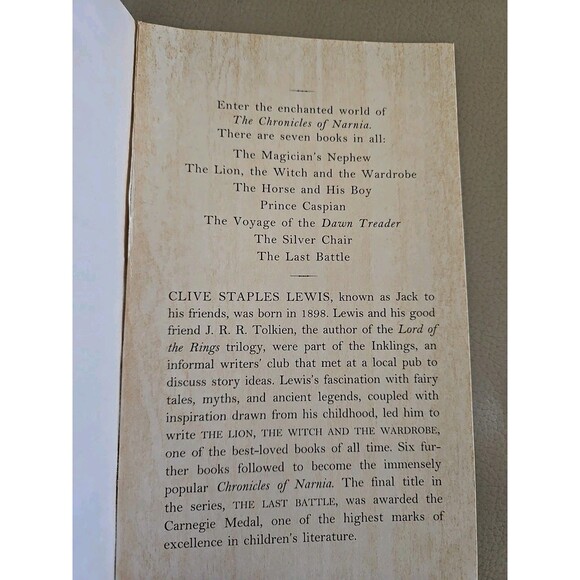 Enter the enchanted world of
The Chronicles of Narnia.
There are seven books in all:
The Magician's Nephew
The Lion, the Witch and the Wardrobe
The Horse and His Boy
Prince Caspian
The Voyage of the Dawn Treader
The Silver Chair
The Last Battle
CLIVE STAPLES LEWIS, known as Jack to
his friends, was born in 1898. Lewis and his good
friend J. R. R. Tolkien, the author of the Lord of
the Rings trilogy, were part of the Inklings, an
informal writers' club that met at a local pub to
discuss story ideas. Lewis's fascination with fairy
tales, myths, and ancient legends, coupled with
inspiration drawn from his childhood, led him to
write THE LION, THE WITCH AND THE WARDROBE,
one of the best-loved books of all time. Six fur-
ther books followed to become the immensely
popular Chronicles of Narnia. The final title in
the series, THE LAST BATTLE, was awarded the
Carnegie Medal, one of the highest marks of
excellence in children's literature.